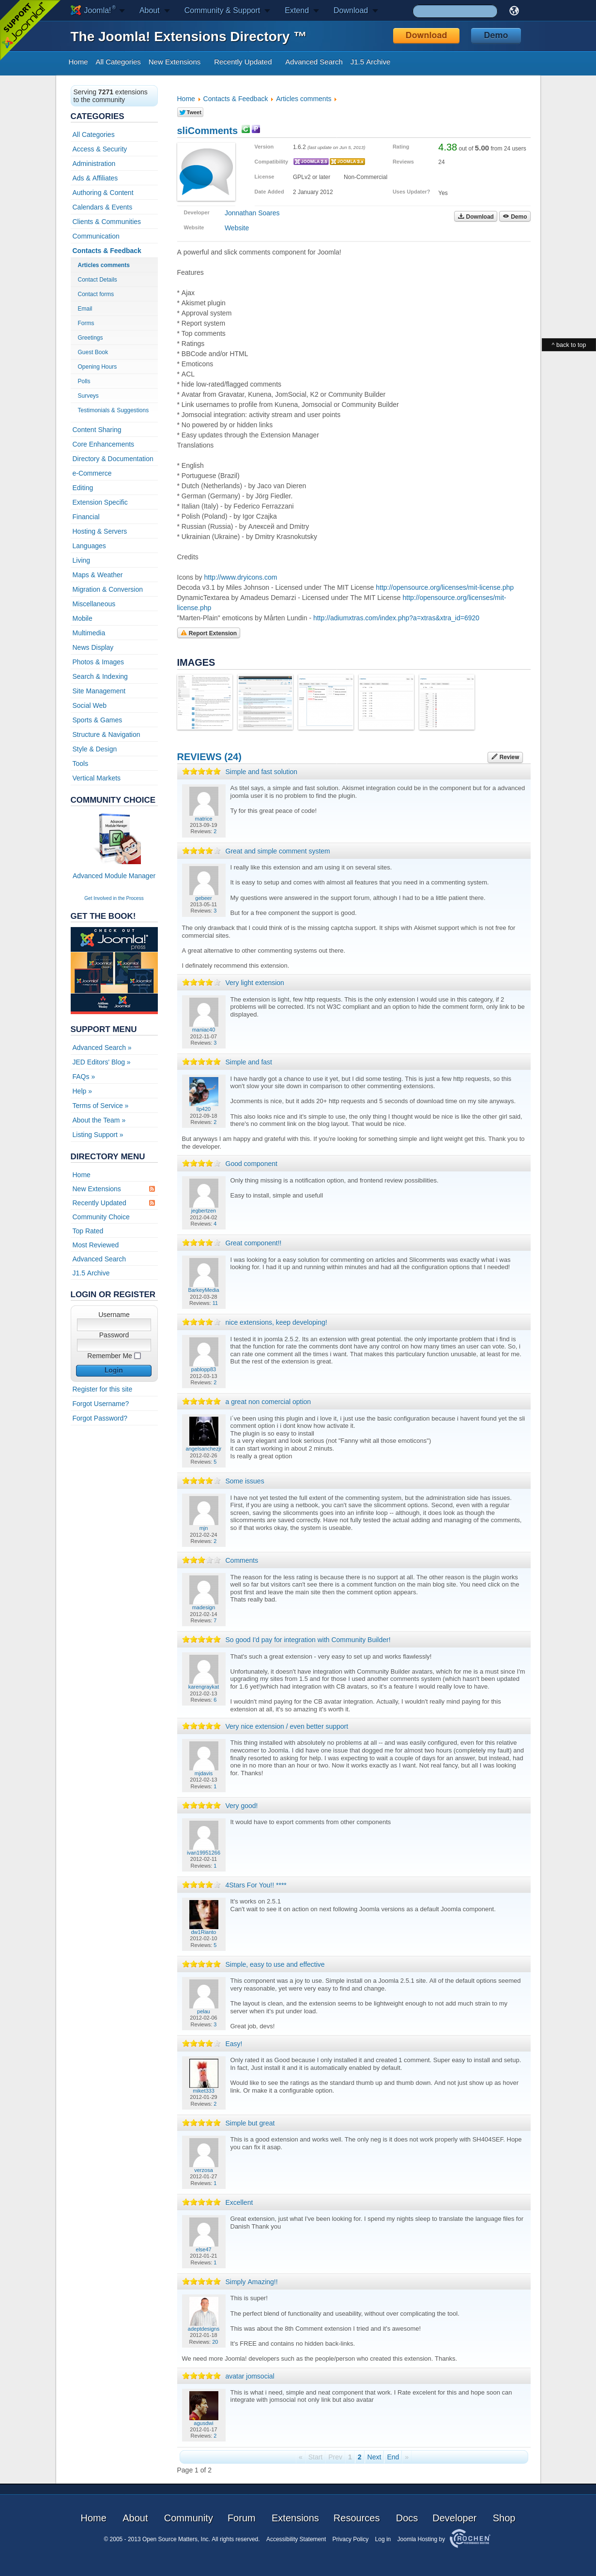 SUPPORT
Joomla!
Joomla! ® About Community & Support Extend Download
The Joomla! Extensions Directory ™
Download Demo
Home All Categories New Extensions Recently Updated Advanced Search J1.5 Archive
Serving 7271 extensions to the community
CATEGORIES
All Categories
Access & Security
Administration
Ads & Affiliates
Authoring & Content
Calendars & Events
Clients & Communities
Communication
Contacts & Feedback
Articles comments
Contact Details
Contact forms
Email
Forms
Greetings
Guest Book
Opening Hours
Polls
Surveys
Testimonials & Suggestions
Content Sharing
Core Enhancements
Directory & Documentation
e-Commerce
Editing
Extension Specific
Financial
Hosting & Servers
Languages
Living
Maps & Weather
Migration & Conversion
Miscellaneous
Mobile
Multimedia
News Display
Photos & Images
Search & Indexing
Site Management
Social Web
Sports & Games
Structure & Navigation
Style & Design
Tools
Vertical Markets
COMMUNITY CHOICE
Advanced Module Manager
Get Involved in the Process
GET THE BOOK!
CHECK OUT
Joomla!
press
SUPPORT MENU
Advanced Search »
JED Editors' Blog »
FAQs »
Help »
Terms of Service »
About the Team »
Listing Support »
DIRECTORY MENU
Home
New Extensions
Recently Updated
Community Choice
Top Rated
Most Reviewed
Advanced Search
J1.5 Archive
LOGIN OR REGISTER
Username
Password
Remember Me
Login
Register for this site
Forgot Username?
Forgot Password?
Home Contacts & Feedback Articles comments
Tweet
sliComments
Version 1.6.2 (last update on Jun 8, 2013) Rating 4.38 out of 5.00 from 24 users
Compatibility JOOMLA 2.5 JOOMLA 3.x Reviews 24
License GPLv2 or later Non-Commercial
Date Added 2 January 2012 Uses Updater? Yes
Developer Jonnathan Soares
Website Website
Download Demo
A powerful and slick comments component for Joomla!
Features
* Ajax
* Akismet plugin
* Approval system
* Report system
* Top comments
* Ratings
* BBCode and/or HTML
* Emoticons
* ACL
* hide low-rated/flagged comments
* Avatar from Gravatar, Kunena, JomSocial, K2 or Community Builder
* Link usernames to profile from Kunena, Jomsocial or Community Builder
* Jomsocial integration: activity stream and user points
* No powered by or hidden links
* Easy updates through the Extension Manager
Translations
* English
* Portuguese (Brazil)
* Dutch (Netherlands) - by Jaco van Dieren
* German (Germany) - by Jörg Fiedler.
* Italian (Italy) - by Federico Ferrazzani
* Polish (Poland) - by Igor Czajka
* Russian (Russia) - by Алексей and Dmitry
* Ukrainian (Ukraine) - by Dmitry Krasnokutsky
Credits
Icons by http://www.dryicons.com
Decoda v3.1 by Miles Johnson - Licensed under The MIT License http://opensource.org/licenses/mit-license.php
DynamicTextarea by Amadeus Demarzi - Licensed under The MIT License http://opensource.org/licenses/mit-
license.php
"Marten-Plain" emoticons by Mårten Lundin - http://adiumxtras.com/index.php?a=xtras&xtra_id=6920
Report Extension
^ back to top
IMAGES
REVIEWS (24)
Review
Simple and fast solution
matrice
2013-09-19
Reviews: 2
As titel says, a simple and fast solution. Akismet integration could be in the component but for a advanced
joomla user it is no problem to find the plugin.
Ty for this great peace of code!
Great and simple comment system
gebeer
2013-05-11
Reviews: 3
I really like this extension and am using it on several sites.
It is easy to setup and comes with almost all features that you need in a commenting system.
My questions were answered in the support forum, although I had to be a little patient there.
But for a free component the support is good.
The only drawback that I could think of is the missing captcha support. It ships with Akismet support which is not for free for
commercial sites.
A great alternative to other commenting systems out there.
I definately recommend this extension.
Very light extension
maniac40
2012-11-07
Reviews: 3
The extension is light, few http requests. This is the only extension I would use in this category, if 2
problems will be corrected. It's not W3C compliant and an option to hide the comment form, only link to be
displayed.
Simple and fast
tip420
2012-09-18
Reviews: 2
I have hardly got a chance to use it yet, but I did some testing. This is just a few http requests, so this
won't slow your site down in comparation to other commentering extensions.
Jcomments is nice, but it adds 20+ http requests and 5 seconds of download time on my site anyways.
This also looks nice and it's simple to use, the only thing I thought would be nice is to use the like other the girl said,
there's no comment link in the blog layout. That would be nice.
But anyways I am happy and grateful with this. If you're looking for something simple and light weight get this. Thank you to
the developer.
Good component
jegbertzen
2012-04-02
Reviews: 4
Only thing missing is a notification option, and frontend review possibilities.
Easy to install, simple and usefull
Great component!!
BarkeyMedia
2012-03-28
Reviews: 11
I was looking for a easy solution for commenting on articles and Slicomments was exactly what i was
looking for. I had it up and running within minutes and had all the configuration options that I needed!
nice extensions, keep developing!
pablopp83
2012-03-13
Reviews: 2
I tested it in joomla 2.5.2. Its an extension with great potential. the only importante problem that i find is
that the function for rate comments dont have any control on how many votes an user can dow. So, i
can rate one comment all the times i want. That makes this particulary function unusable, at least for me.
But the rest of the extension is great.
a great non comercial option
angelsanchezji
2012-02-26
Reviews: 5
i´ve been using this plugin and i love it, i just use the basic configuration because i havent found yet the sli
comment option i i dont know how activate it.
The plugin is so easy to install
Is a very elegant and look serious (not "Fanny whit all those emoticons")
it can start working in about 2 minuts.
Is really a great option
Some issues
mjn
2012-02-24
Reviews: 2
I have not yet tested the full extent of the commenting system, but the administration side has issues.
First, if you are using a netbook, you can't save the slicomment options. Second, even with a regular
screen, saving the slicomments goes into an infinite loop -- although, it does look as though the
slicomments are saved correctly. Have not fully tested the actual adding and managing of the components,
so if that works okay, the system is useable.
Comments
madesign
2012-02-14
Reviews: 7
The reason for the less rating is because there is no support at all. The other reason is the plugin works
well so far but visitors can't see there is a comment function on the main blog site. You need click on the
post first and leave the main site then the comment option appears.
Thats really bad.
So good I'd pay for integration with Community Builder!
karengraykat
2012-02-13
Reviews: 6
That's such a great extension - very easy to set up and works flawlessly!
Unfortunately, it doesn't have integration with Community Builder avatars, which for me is a must since I'm
upgrading my sites from 1.5 and for those I used and another comments system (which hasn't been updated
for 1.6 yet!)which had integration with CB avatars, so it's a feature I would really love to have.
I wouldn't mind paying for the CB avatar integration. Actually, I wouldn't really mind paying for this
extension at all, it's so amazing it's worth it.
Very nice extension / even better support
mjdavis
2012-02-13
Reviews: 1
This thing installed with absolutely no problems at all -- and was easily configured, even for this relative
newcomer to Joomla. I did have one issue that dogged me for almost two hours (completely my fault) and
finally resorted to asking for help. I was expecting to wait a couple of days for an answer, but instead, had
one in no more than an hour or two. Now it works exactly as I want. Not real fancy, but I wasn't looking
for. Thanks!
Very good!
ivan19951266
2012-02-11
Reviews: 1
It would have to export comments from other components
4Stars For You!! ****
dw1Rianto
2012-02-10
Reviews: 5
It's works on 2.5.1
Can't wait to see it on action on next following Joomla versions as a default Joomla component.
Simple, easy to use and effective
pelau
2012-02-06
Reviews: 3
This component was a joy to use. Simple install on a Joomla 2.5.1 site. All of the default options seemed
very reasonable, yet were very easy to find and change.
The layout is clean, and the extension seems to be lightweight enough to not add much strain to my
server when it's put under load.
Great job, devs!
Easy!
miket333
2012-01-29
Reviews: 2
Only rated it as Good because I only installed it and created 1 comment. Super easy to install and setup.
In fact, Just install it and it is automatically enabled by default.
Would like to see the ratings as the standard thumb up and thumb down. And not just show up as hover
link. Or make it a configurable option.
Simple but great
verzosa
2012-01-27
Reviews: 1
This is a good extension and works well. The only neg is it does not work properly with SH404SEF. Hope
you can fix it asap.
Excellent
else47
2012-01-21
Reviews: 1
Great extension, just what I've been looking for. I spend my nights sleep to translate the language files for
Danish Thank you
Simply Amazing!!
adeptdesigns
2012-01-18
Reviews: 20
This is super!
The perfect blend of functionality and useability, without over complicating the tool.
This was about the 8th Comment extension I tried and it's awesome!
It's FREE and contains no hidden back-links.
We need more Joomla! developers such as the people/person who created this extension. Thanks.
avatar jomsocial
agusdwi
2012-01-17
Reviews: 2
This is what i need, simple and neat component that work. I Rate excelent for this and hope soon can
integrate with jomsocial not only link but also avatar
« Start Prev 1 2 Next End »
Page 1 of 2
Home About Community Forum Extensions Resources Docs Developer Shop
© 2005 - 2013 Open Source Matters, Inc. All rights reserved. Accessibility Statement Privacy Policy Log in Joomla Hosting by ROCHEN